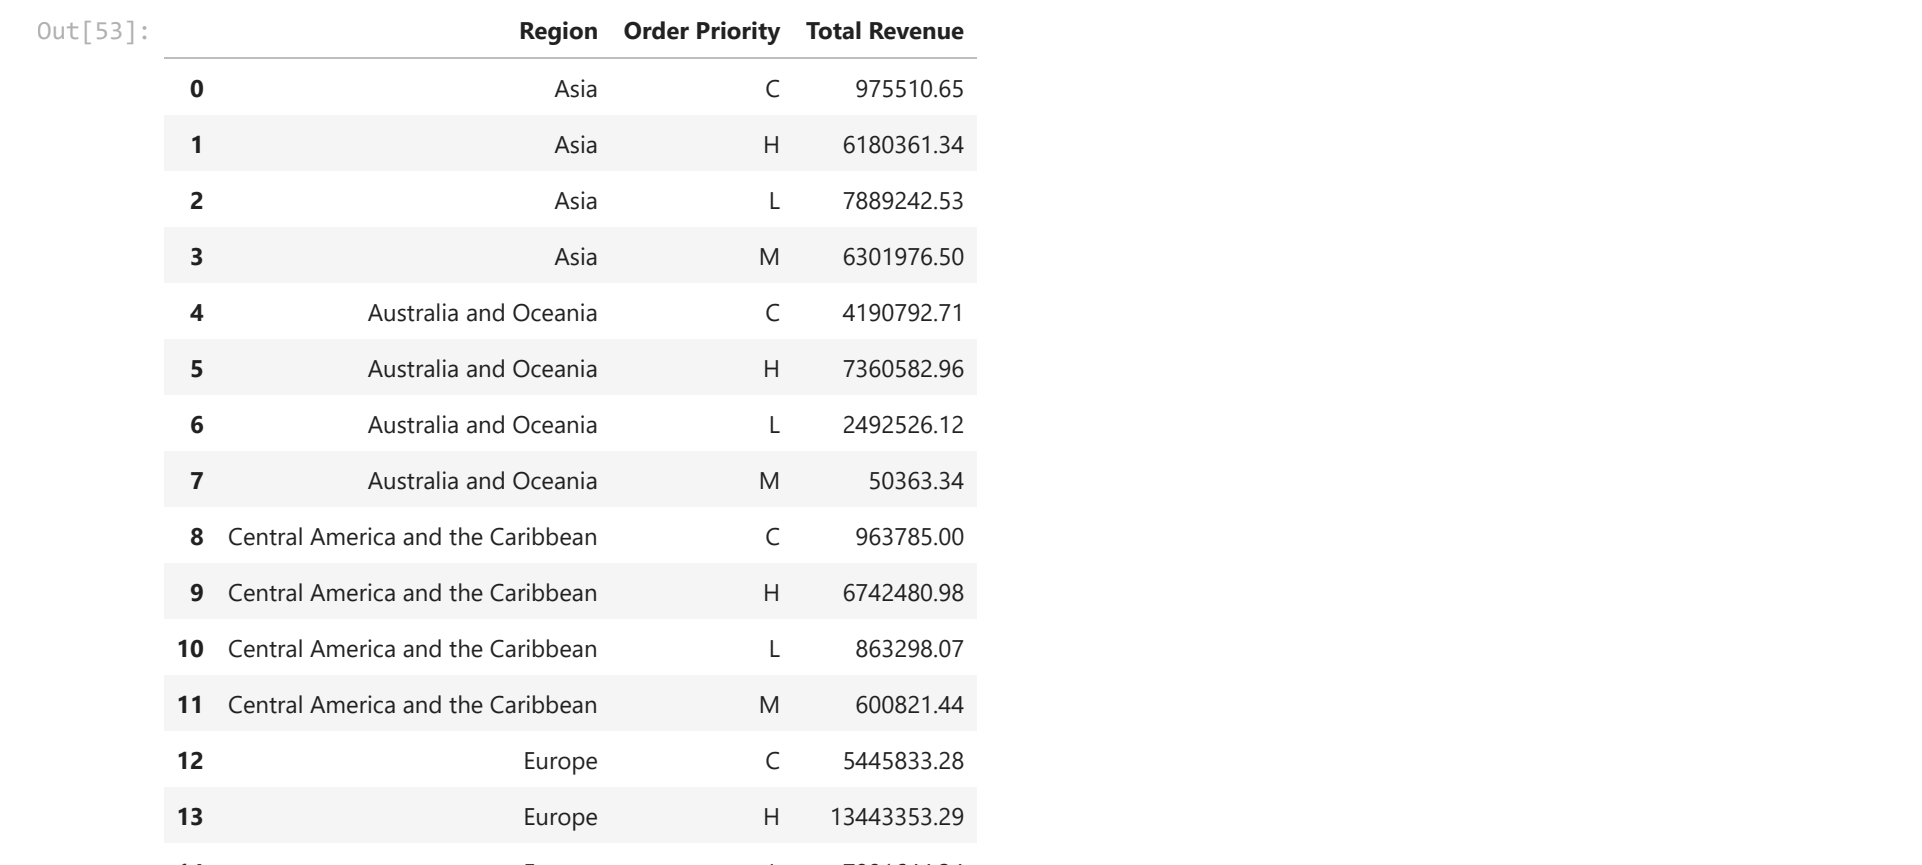 Out[53]:
Region Order Priority Total Revenue
0 Asia C 975510.65
1 Asia H 6180361.34
2 Asia L 7889242.53
3 Asia M 6301976.50
4 Australia and Oceania C 4190792.71
5 Australia and Oceania H 7360582.96
6 Australia and Oceania L 2492526.12
7 Australia and Oceania M 50363.34
8 Central America and the Caribbean C 963785.00
9 Central America and the Caribbean H 6742480.98
10 Central America and the Caribbean L 863298.07
11 Central America and the Caribbean M 600821.44
12 Europe C 5445833.28
13 Europe H 13443353.29